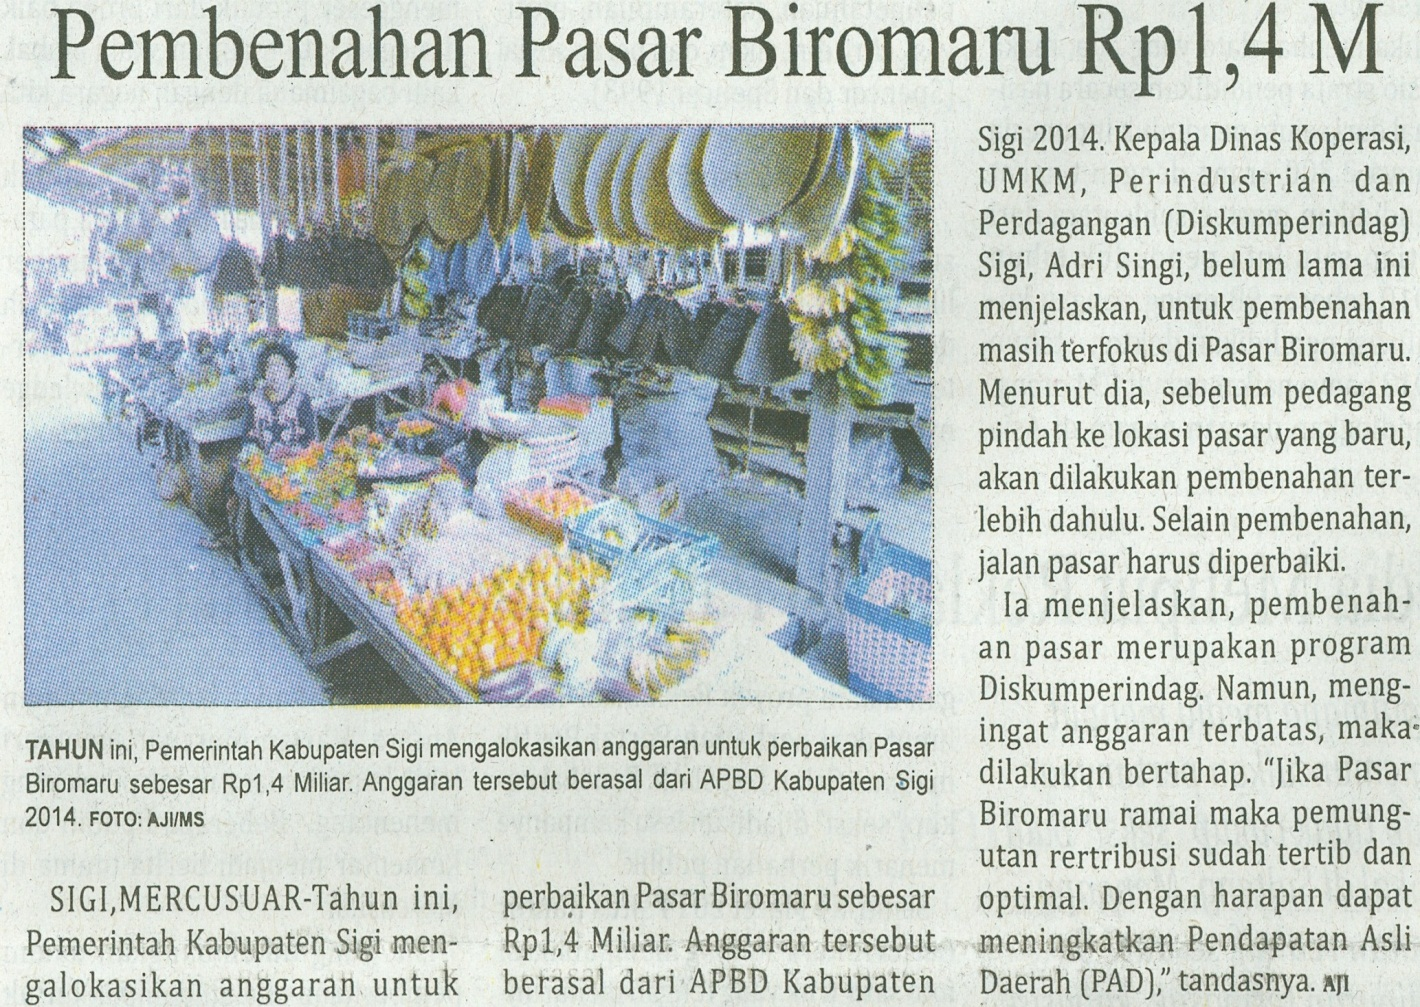 Pembenahan Pasar Biromaru Rp1,4 M
TAHUN ini, Pemerintah Kabupaten Sigi mengalokasikan anggaran untuk perbaikan Pasar
Biromaru sebesar Rp1,4 Miliar. Anggaran tersebut berasal dari APBD Kabupaten Sigi
2014. FOTO: AJI/MS
SIGI,MERCUSUAR-Tahun ini,
Pemerintah Kabupaten Sigi men-
galokasikan anggaran untuk
perbaikan Pasar Biromaru sebesar
Rp1,4 Miliar. Anggaran tersebut
berasal dari APBD Kabupaten
Sigi 2014. Kepala Dinas Koperasi,
UMKM, Perindustrian dan
Perdagangan (Diskumperindag)
Sigi, Adri Singi, belum lama ini
menjelaskan, untuk pembenahan
masih terfokus di Pasar Biromaru.
Menurut dia, sebelum pedagang
pindah ke lokasi pasar yang baru,
akan dilakukan pembenahan ter-
lebih dahulu. Selain pembenahan,
jalan pasar harus diperbaiki.
Ia menjelaskan, pembenah-
an pasar merupakan program
Diskumperindag. Namun, meng-
ingat anggaran terbatas, maka
dilakukan bertahap. “Jika Pasar
Biromaru ramai maka pemung-
utan rertribusi sudah tertib dan
optimal. Dengan harapan dapat
meningkatkan Pendapatan Asli
Daerah (PAD),” tandasnya. AJI